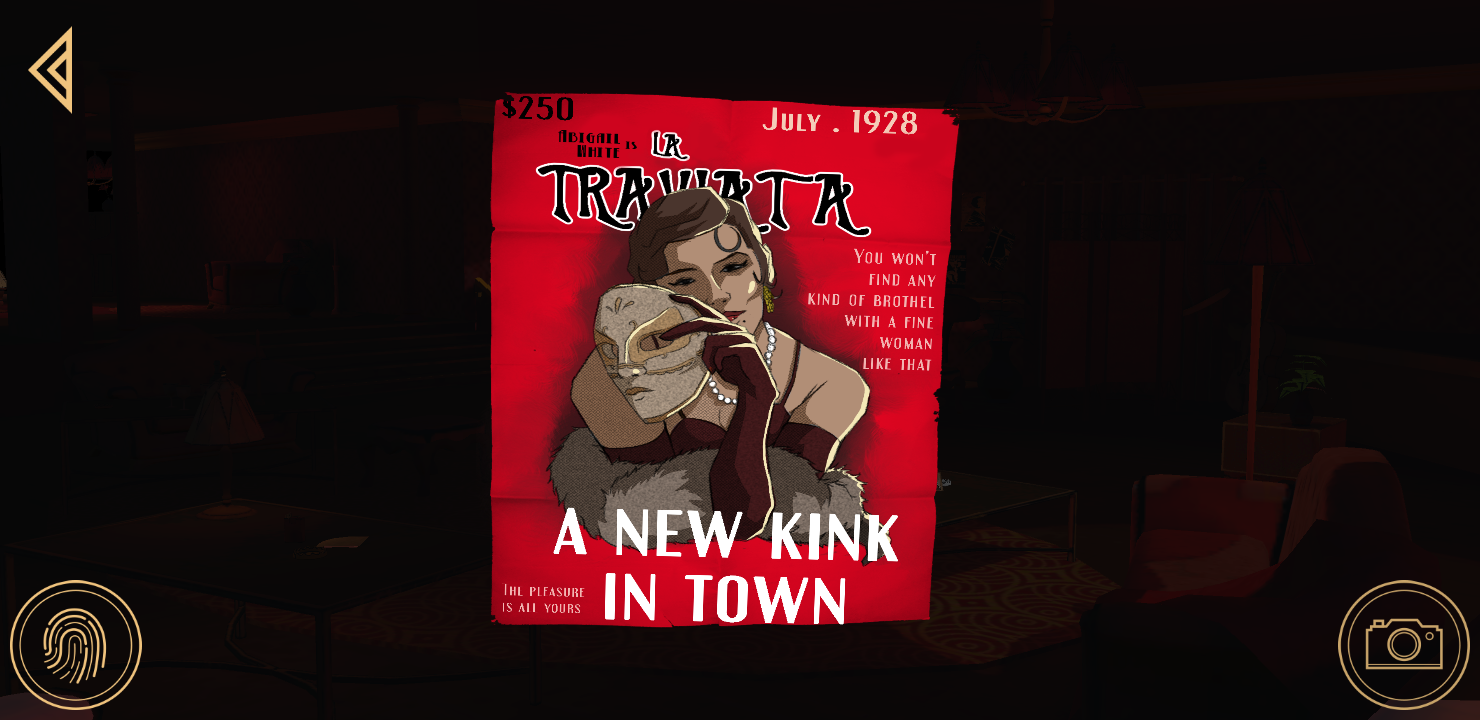 $250
July . 1928
Abigail White is La
TRAVIATA
You won't
find any
kind of brothel
with a fine
woman
like that
A NEW KINK
IN TOWN
The pleasure
is all yours